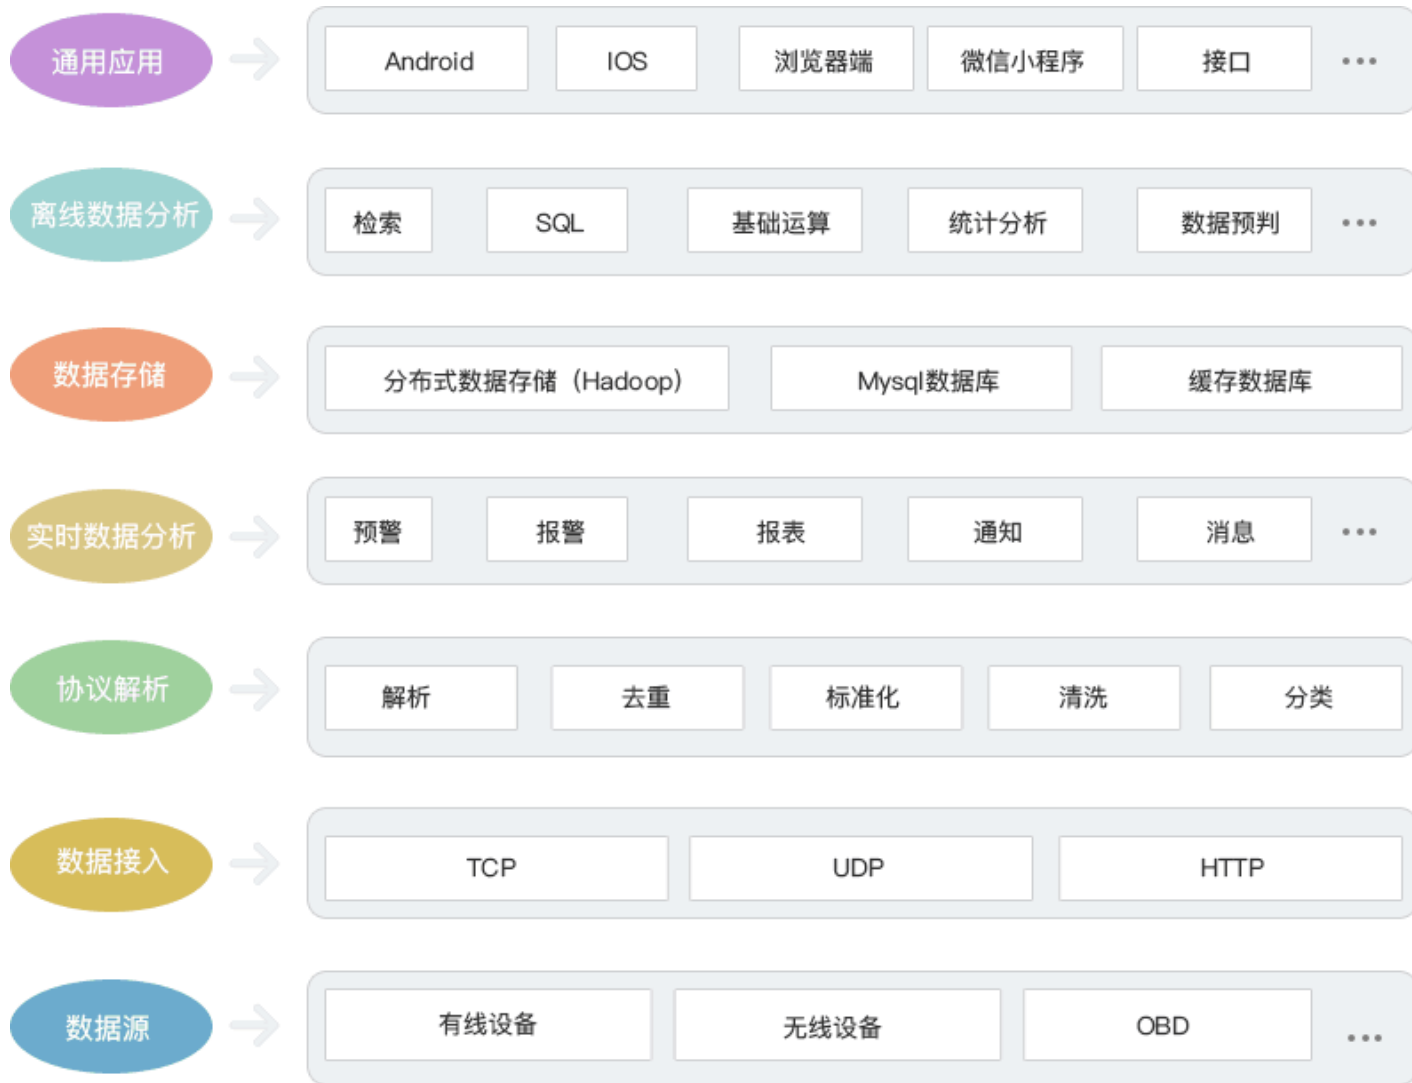 通用应用
Android IOS 浏览器端 微信小程序 接口 ...
离线数据分析
检索 SQL 基础运算 统计分析 数据预判 ...
数据存储
分布式数据存储（Hadoop） Mysql数据库 缓存数据库
实时数据分析
预警 报警 报表 通知 消息 ...
协议解析
解析 去重 标准化 清洗 分类
数据接入
TCP UDP HTTP
数据源
有线设备 无线设备 OBD ...